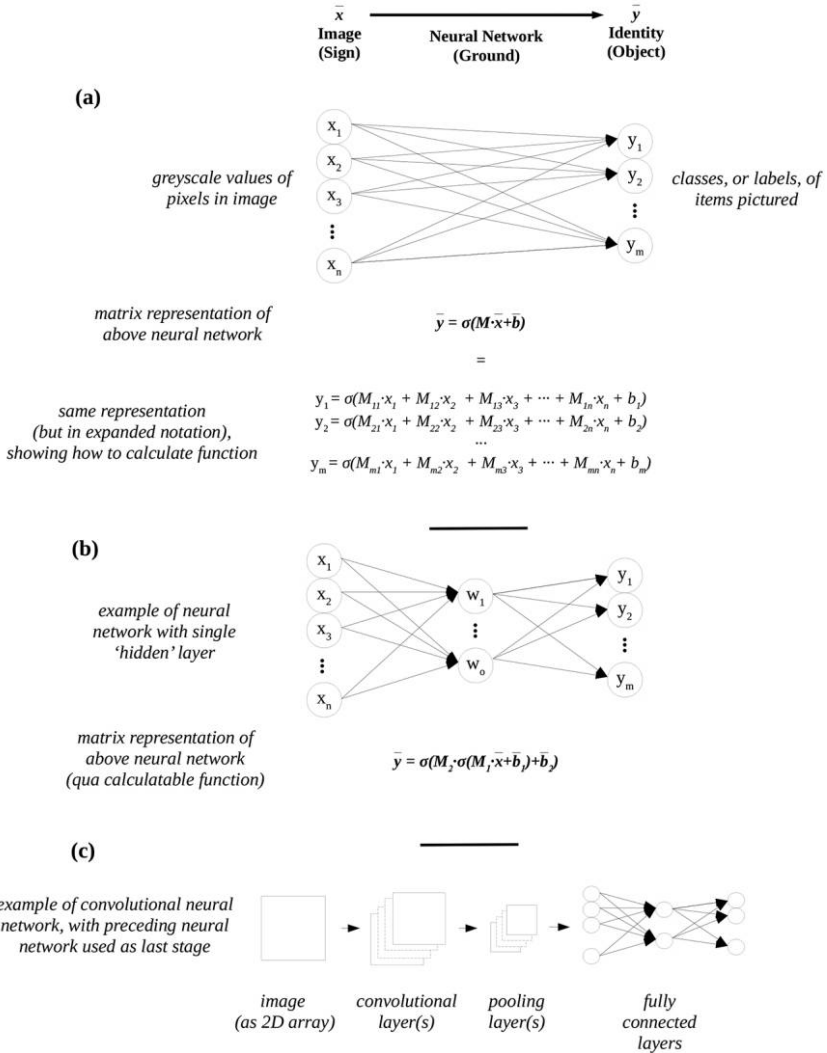 x̄
Image
(Sign)
Neural Network
(Ground)
ȳ
Identity
(Object)
(a)
greyscale values of
pixels in image
x₁
x₂
x₃
⋮
xₙ
y₁
y₂
⋮
yₘ
classes, or labels, of
items pictured
matrix representation of
above neural network
ȳ = σ(M·x̄+b̄)
=
same representation
(but in expanded notation),
showing how to calculate function
y₁ = σ(M₁₁·x₁ + M₁₂·x₂ + M₁₃·x₃ + ··· + M₁ₙ·xₙ + b₁)
y₂ = σ(M₂₁·x₁ + M₂₂·x₂ + M₂₃·x₃ + ··· + M₂ₙ·xₙ + b₂)
...
yₘ = σ(Mₘ₁·x₁ + Mₘ₂·x₂ + Mₘ₃·x₃ + ··· + Mₘₙ·xₙ + bₘ)
(b)
example of neural
network with single
‘hidden’ layer
x₁
x₂
x₃
⋮
xₙ
w₁
⋮
wₒ
y₁
y₂
⋮
yₘ
matrix representation of
above neural network
(qua calculatable function)
ȳ = σ(M₂·σ(M₁·x̄+b̄₁)+b̄₂)
(c)
example of convolutional neural
network, with preceding neural
network used as last stage
image
(as 2D array)
convolutional
layer(s)
pooling
layer(s)
fully
connected
layers